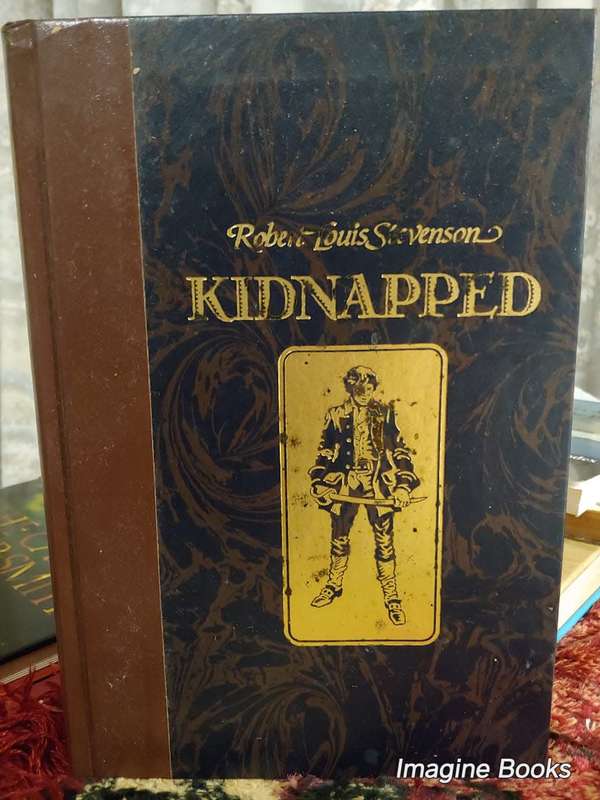 Robert Louis Stevenson
KIDNAPPED
Imagine Books